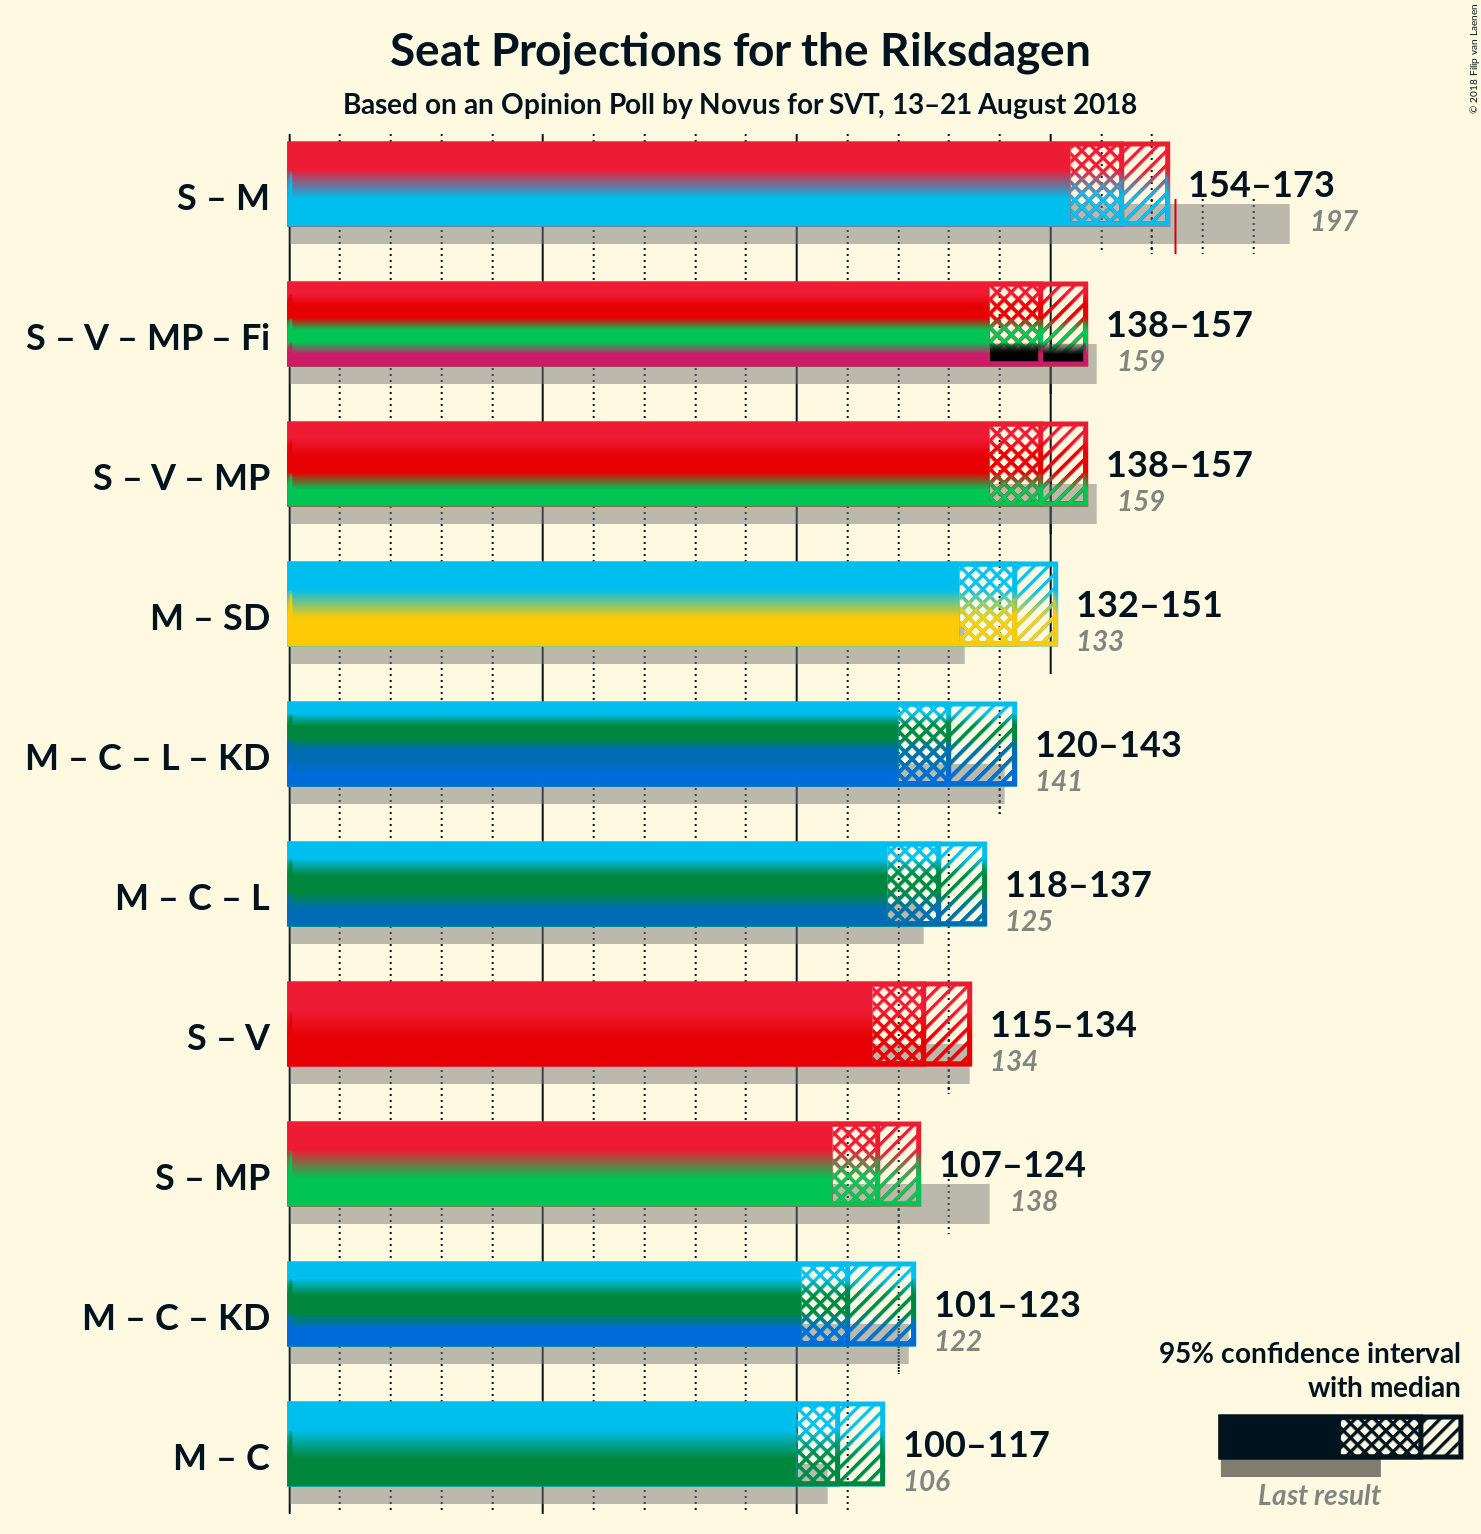 Seat Projections for the Riksdagen
Based on an Opinion Poll by Novus for SVT, 13–21 August 2018
© 2018 Filip van Laenen
S – M
154–173
197
S – V – MP – Fi
138–157
159
S – V – MP
138–157
159
M – SD
132–151
133
M – C – L – KD
120–143
141
M – C – L
118–137
125
S – V
115–134
134
S – MP
107–124
138
M – C – KD
101–123
122
M – C
100–117
106
95% confidence interval
with median
Last result